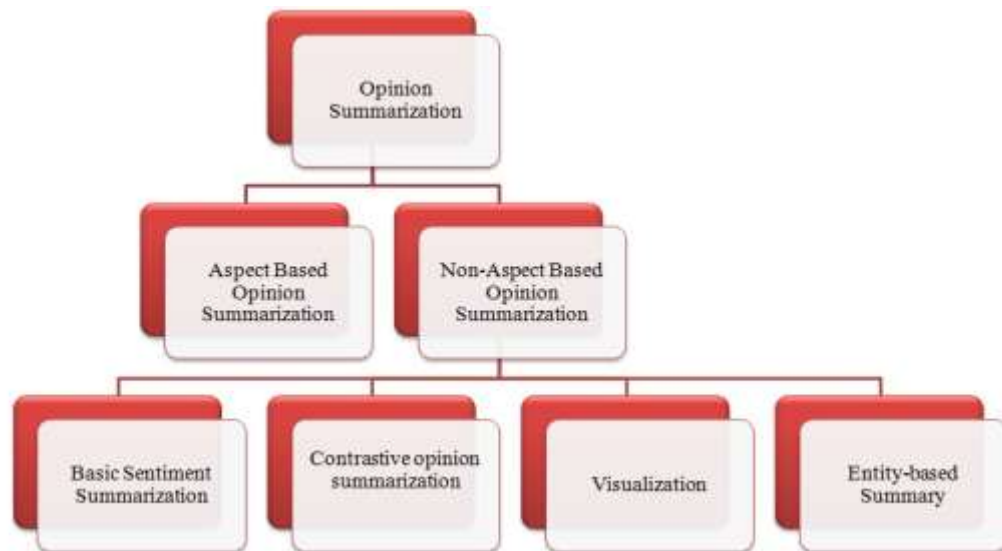 Opinion
Summarization
Aspect Based
Opinion
Summarization
Non-Aspect Based
Opinion
Summarization
Basic Sentiment
Summarization
Contrastive opinion
summarization
Visualization
Entity-based
Summary